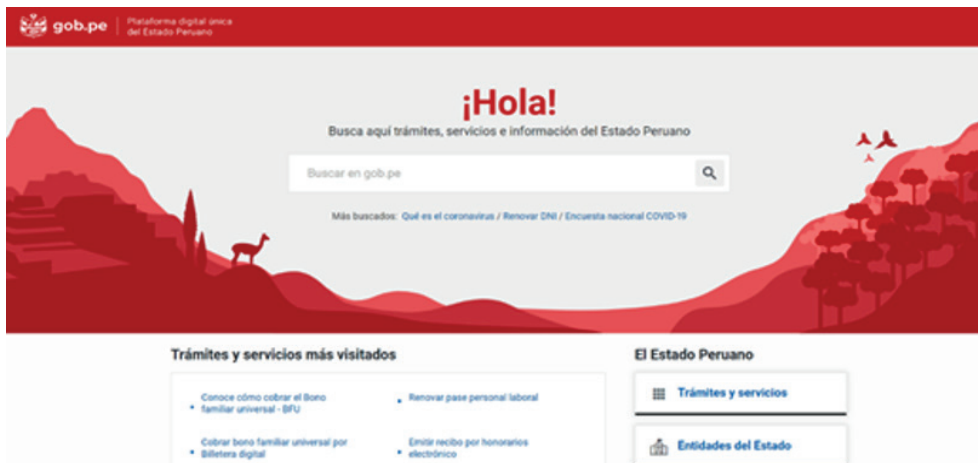 gob.pe
Plataforma digital única
del Estado Peruano
¡Hola!
Busca aquí trámites, servicios e información del Estado Peruano
Buscar en gob.pe
Más buscados: Qué es el coronavirus / Renovar DNI / Encuesta nacional COVID-19
Trámites y servicios más visitados
Conoce cómo cobrar el Bono
familiar universal - BFU
Renovar pase personal laboral
Cobrar bono familiar universal por
Billetera digital
Emitir recibo por honorarios
electrónico
El Estado Peruano
Trámites y servicios
Entidades del Estado